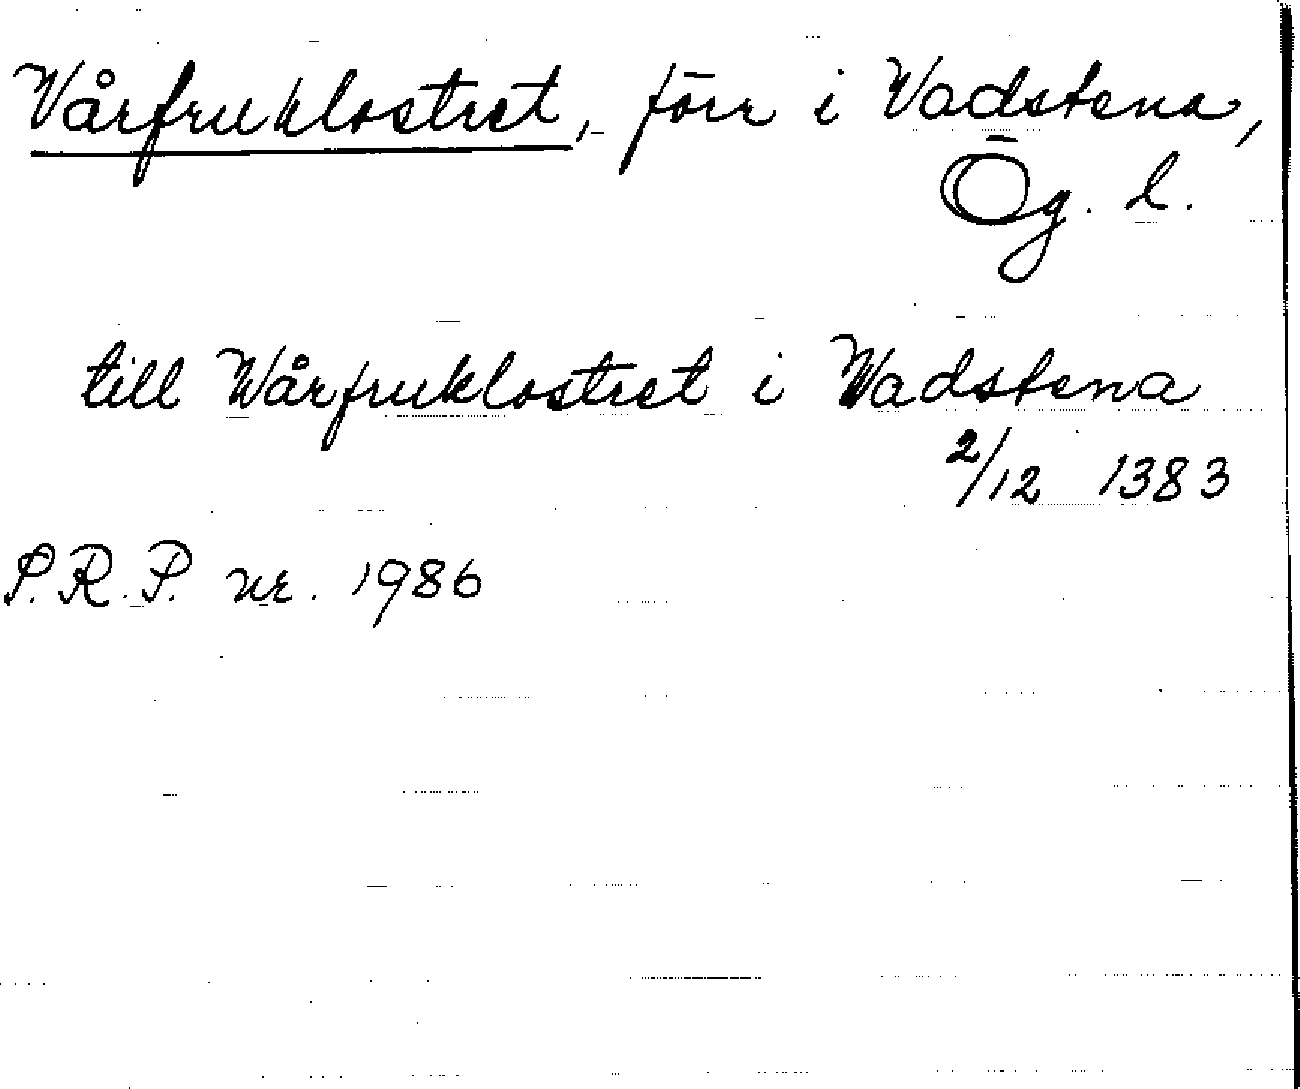 Vårfruklostret, förr i Vadstena,
Ög. l.
till Wårfruklostret i Wadstena
2/12 1383
S.R.P. nr. 1986